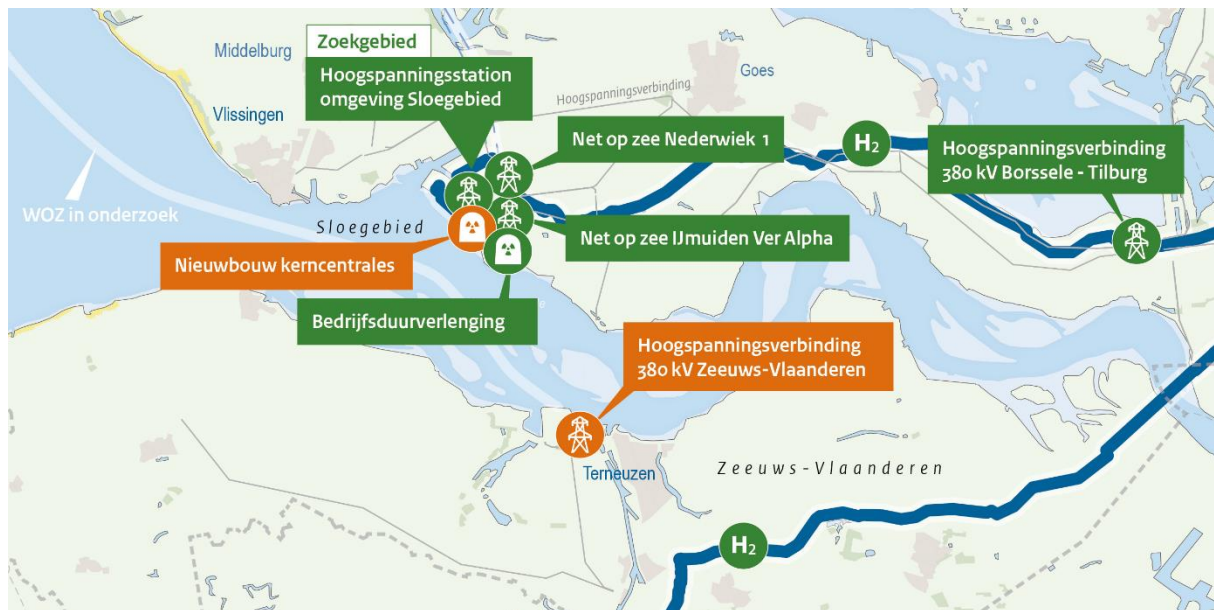 Middelburg
Zoekgebied
Hoogspanningsstation
omgeving Sloegebied
Vlissingen
Hoogspanningsverbinding
Goes
Net op zee Nederwiek 1
H2
Hoogspanningsverbinding
380 kV Borssele - Tilburg
WOZ in onderzoek
Sloegebied
Net op zee IJmuiden Ver Alpha
Nieuwbouw kerncentrales
Bedrijfsduurverlenging
Hoogspanningsverbinding
380 kV Zeeuws-Vlaanderen
Terneuzen
Zeeuws-Vlaanderen
H2